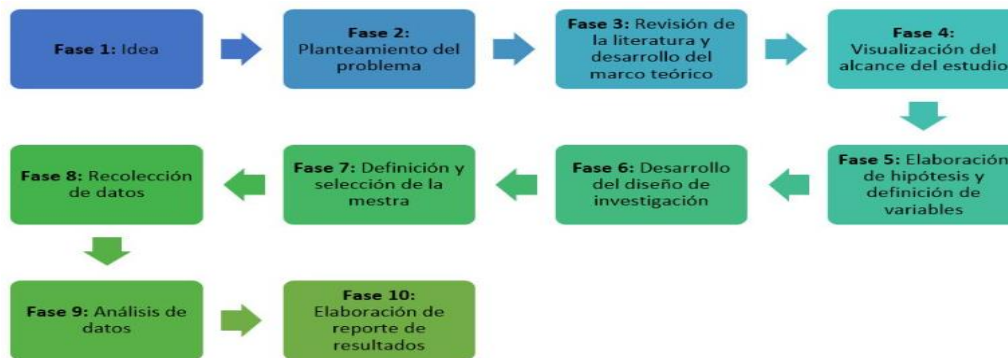 Fase 1: Idea
Fase 2:
Planteamiento del
problema
Fase 3: Revisión de
la literatura y
desarrollo del
marco teórico
Fase 4:
Visualización del
alcance del estudio
Fase 5: Elaboración
de hipótesis y
definición de
variables
Fase 6: Desarrollo
del diseño de
investigación
Fase 7: Definición y
selección de la
mestra
Fase 8: Recolección
de datos
Fase 9: Análisis de
datos
Fase 10:
Elaboración de
reporte de
resultados